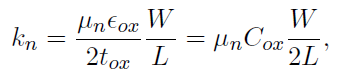 $k_n = \frac{\mu_n \epsilon_{ox}}{2t_{ox}} \frac{W}{L} = \mu_n C_{ox} \frac{W}{2L},$